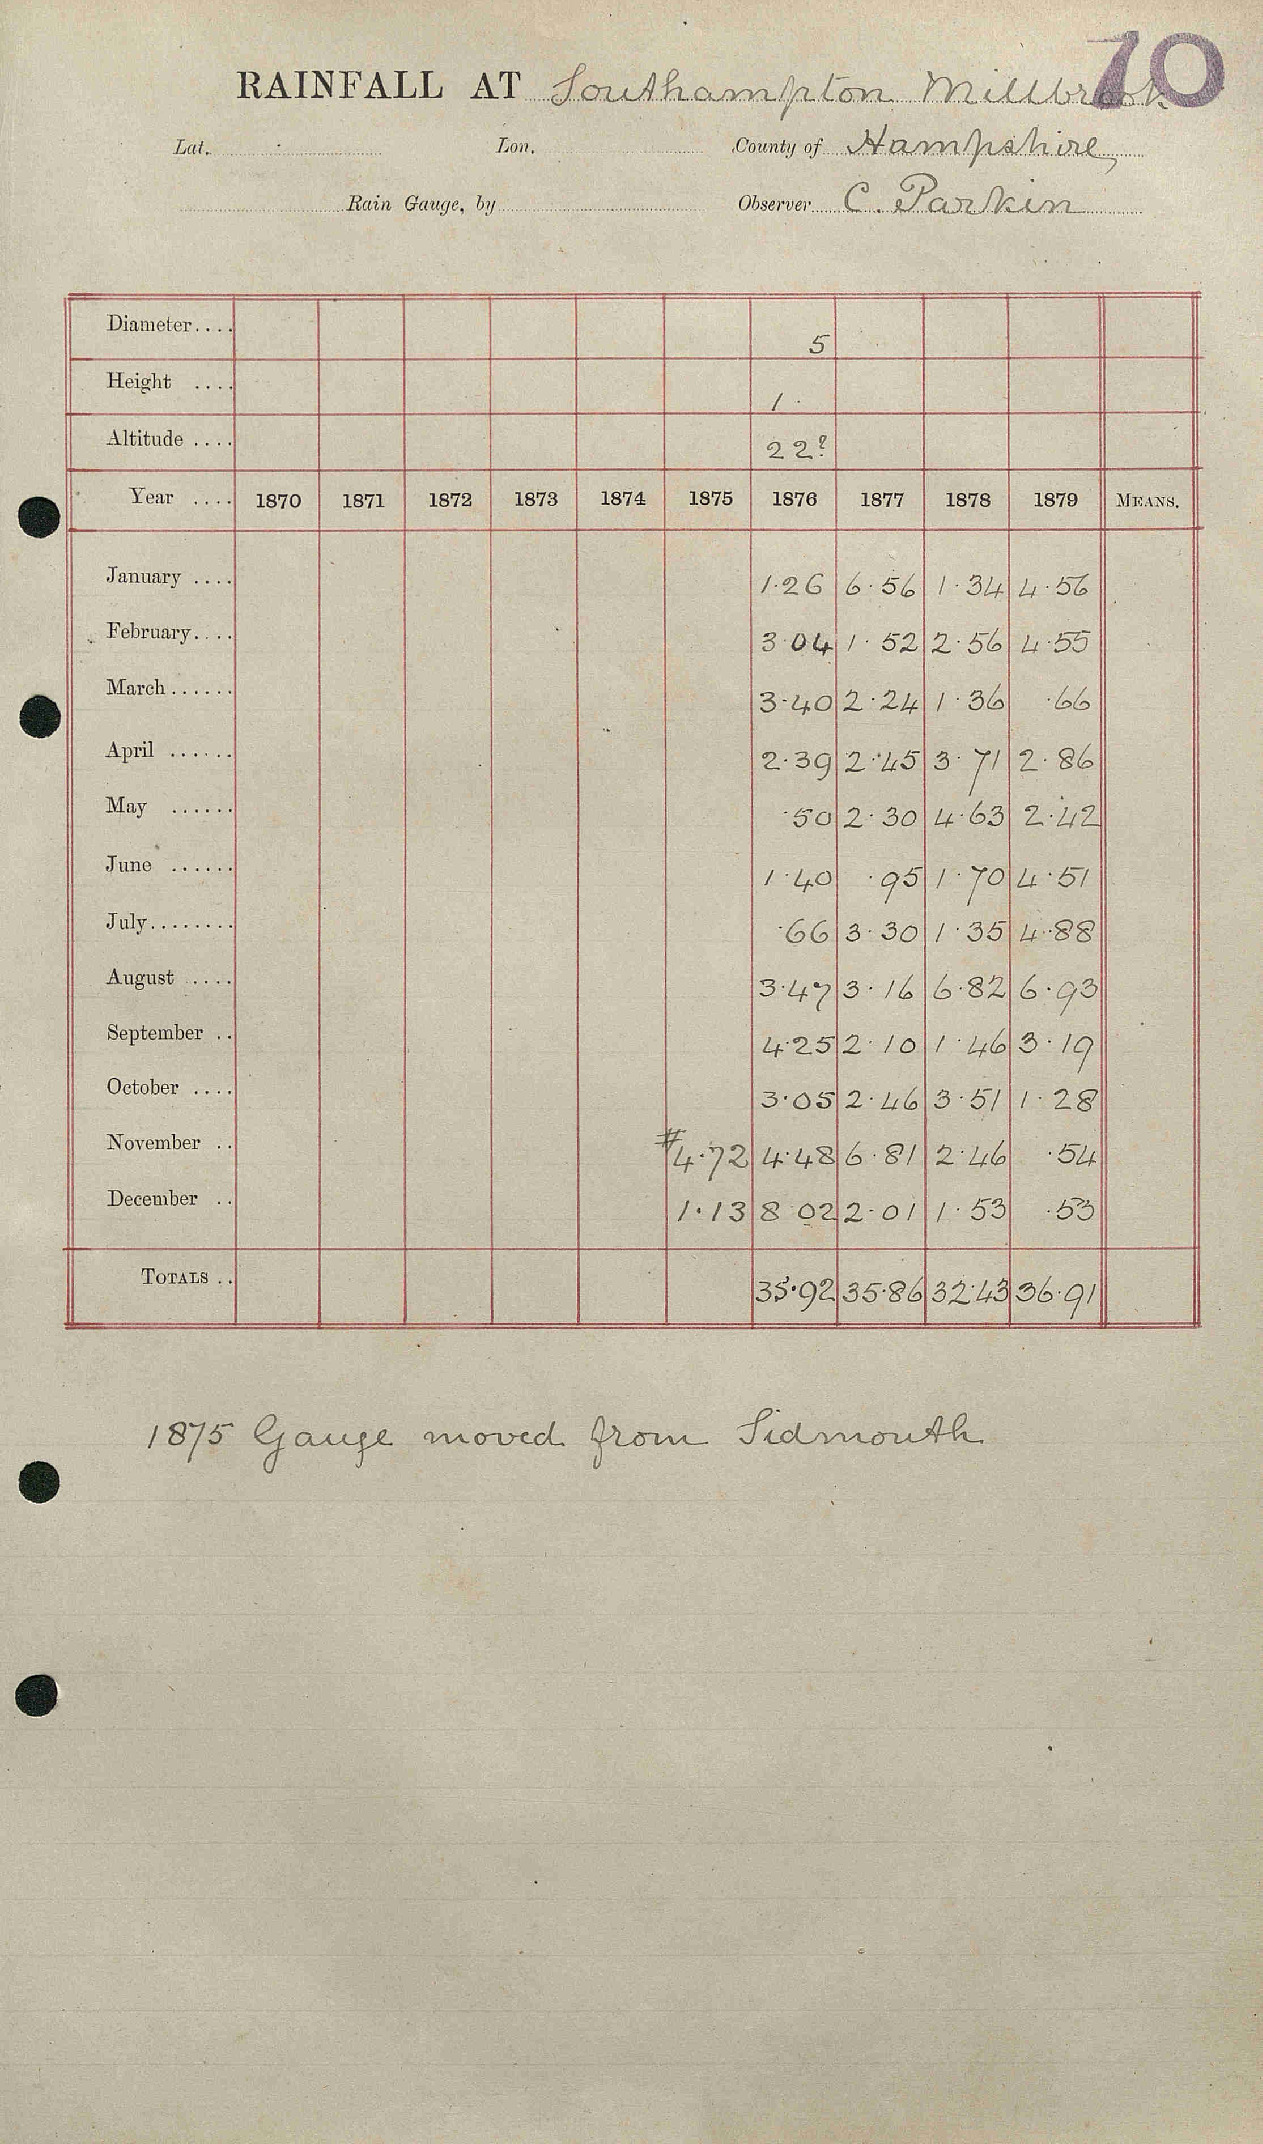 70
RAINFALL AT Southampton Millbrook
Lat. Lon. County of Hampshire
Rain Gauge, by Observer C. Parkin
Diameter.... 5
Height .... 1 ·
Altitude .... 22?
Year .... 1870 1871 1872 1873 1874 1875 1876 1877 1878 1879 MEANS.
January .... 1·26 6·56 1·34 4·56
February.... 3·04 1·52 2·56 4·55
March...... 3·40 2·24 1·36 ·66
April ...... 2·39 2·45 3·71 2·86
May ...... ·50 2·30 4·63 2·42
June ...... 1·40 ·95 1·70 4·51
July........ ·66 3·30 1·35 4·88
August .... 3·47 3·16 6·82 6·93
September .. 4·25 2·10 1·46 3·19
October .... 3·05 2·46 3·51 1·28
November .. #4·72 4·48 6·81 2·46 ·54
December .. 1·13 8·02 2·01 1·53 ·53
TOTALS .. 35·92 35·86 32·43 36·91
1875 Gauge moved from Sidmouth